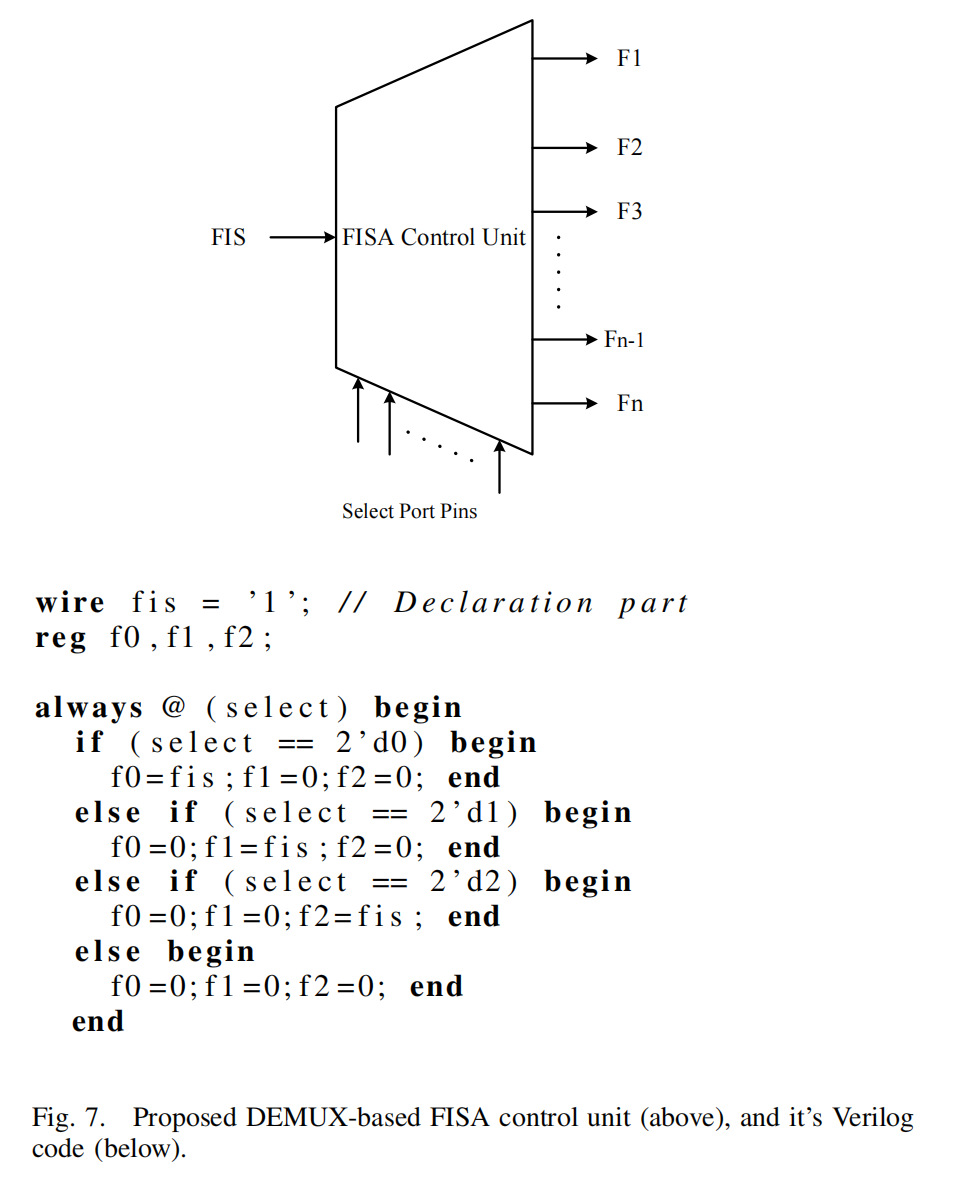 F1
F2
F3
FIS
FISA Control Unit
Fn-1
Fn
Select Port Pins
wire fis = ’1’; // Declaration part
reg f0,f1,f2;
always @ (select) begin
if (select == 2’d0) begin
f0=fis;f1=0;f2=0; end
else if (select == 2’d1) begin
f0=0;f1=fis;f2=0; end
else if (select == 2’d2) begin
f0=0;f1=0;f2=fis; end
else begin
f0=0;f1=0;f2=0; end
end
Fig. 7. Proposed DEMUX-based FISA control unit (above), and it’s Verilog
code (below).